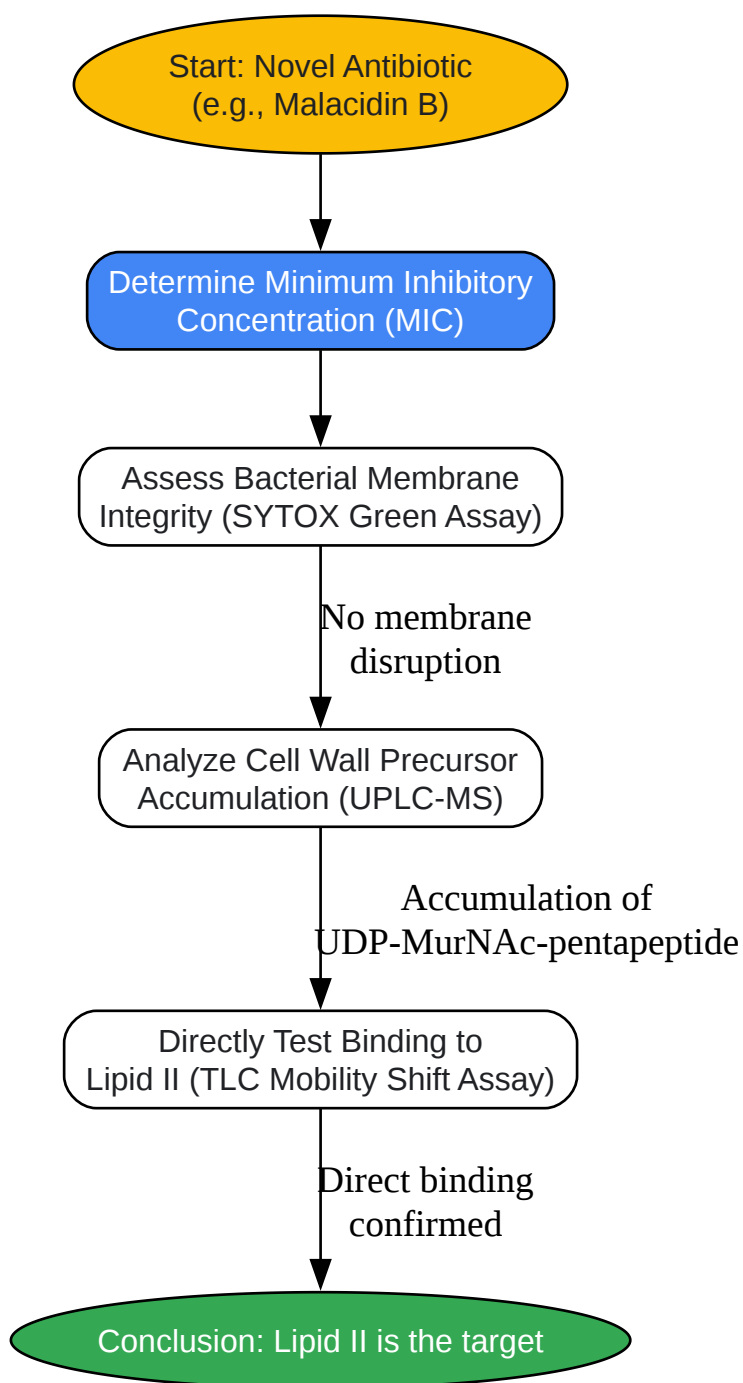 Start: Novel Antibiotic
(e.g., Malacidin B)
Determine Minimum Inhibitory
Concentration (MIC)
Assess Bacterial Membrane
Integrity (SYTOX Green Assay)
No membrane
disruption
Analyze Cell Wall Precursor
Accumulation (UPLC-MS)
Accumulation of
UDP-MurNAc-pentapeptide
Directly Test Binding to
Lipid II (TLC Mobility Shift Assay)
Direct binding
confirmed
Conclusion: Lipid II is the target